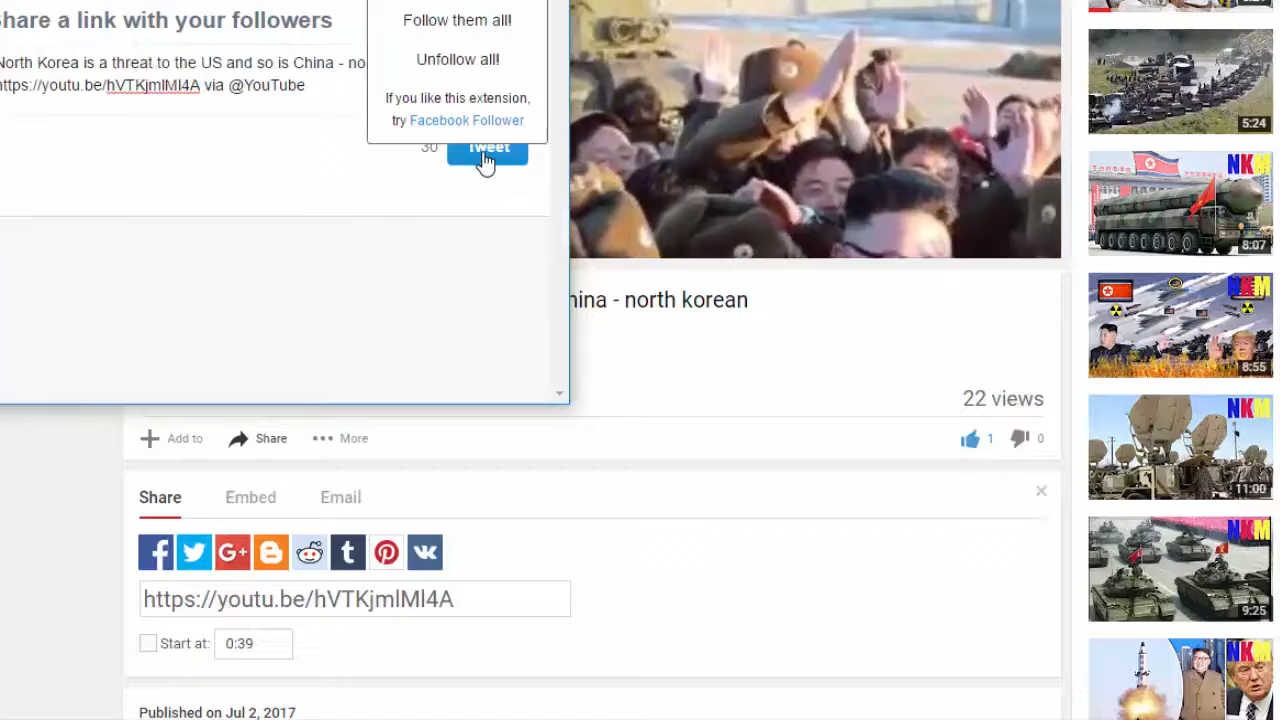 hare a link with your followers
North Korea is a threat to the US and so is China - no
https://youtu.be/hVTKjmlMl4A via @YouTube
Follow them all!
Unfollow all!
If you like this extension,
try Facebook Follower
30
Tweet
hina - north korean
22 views
Add to
Share
More
1
0
Share
Embed
Email
https://youtu.be/hVTKjmlMl4A
Start at:
0:39
Published on Jul 2, 2017
5:24
NKM
8:07
NKM
8:55
NKM
11:00
NKM
9:25
NKM